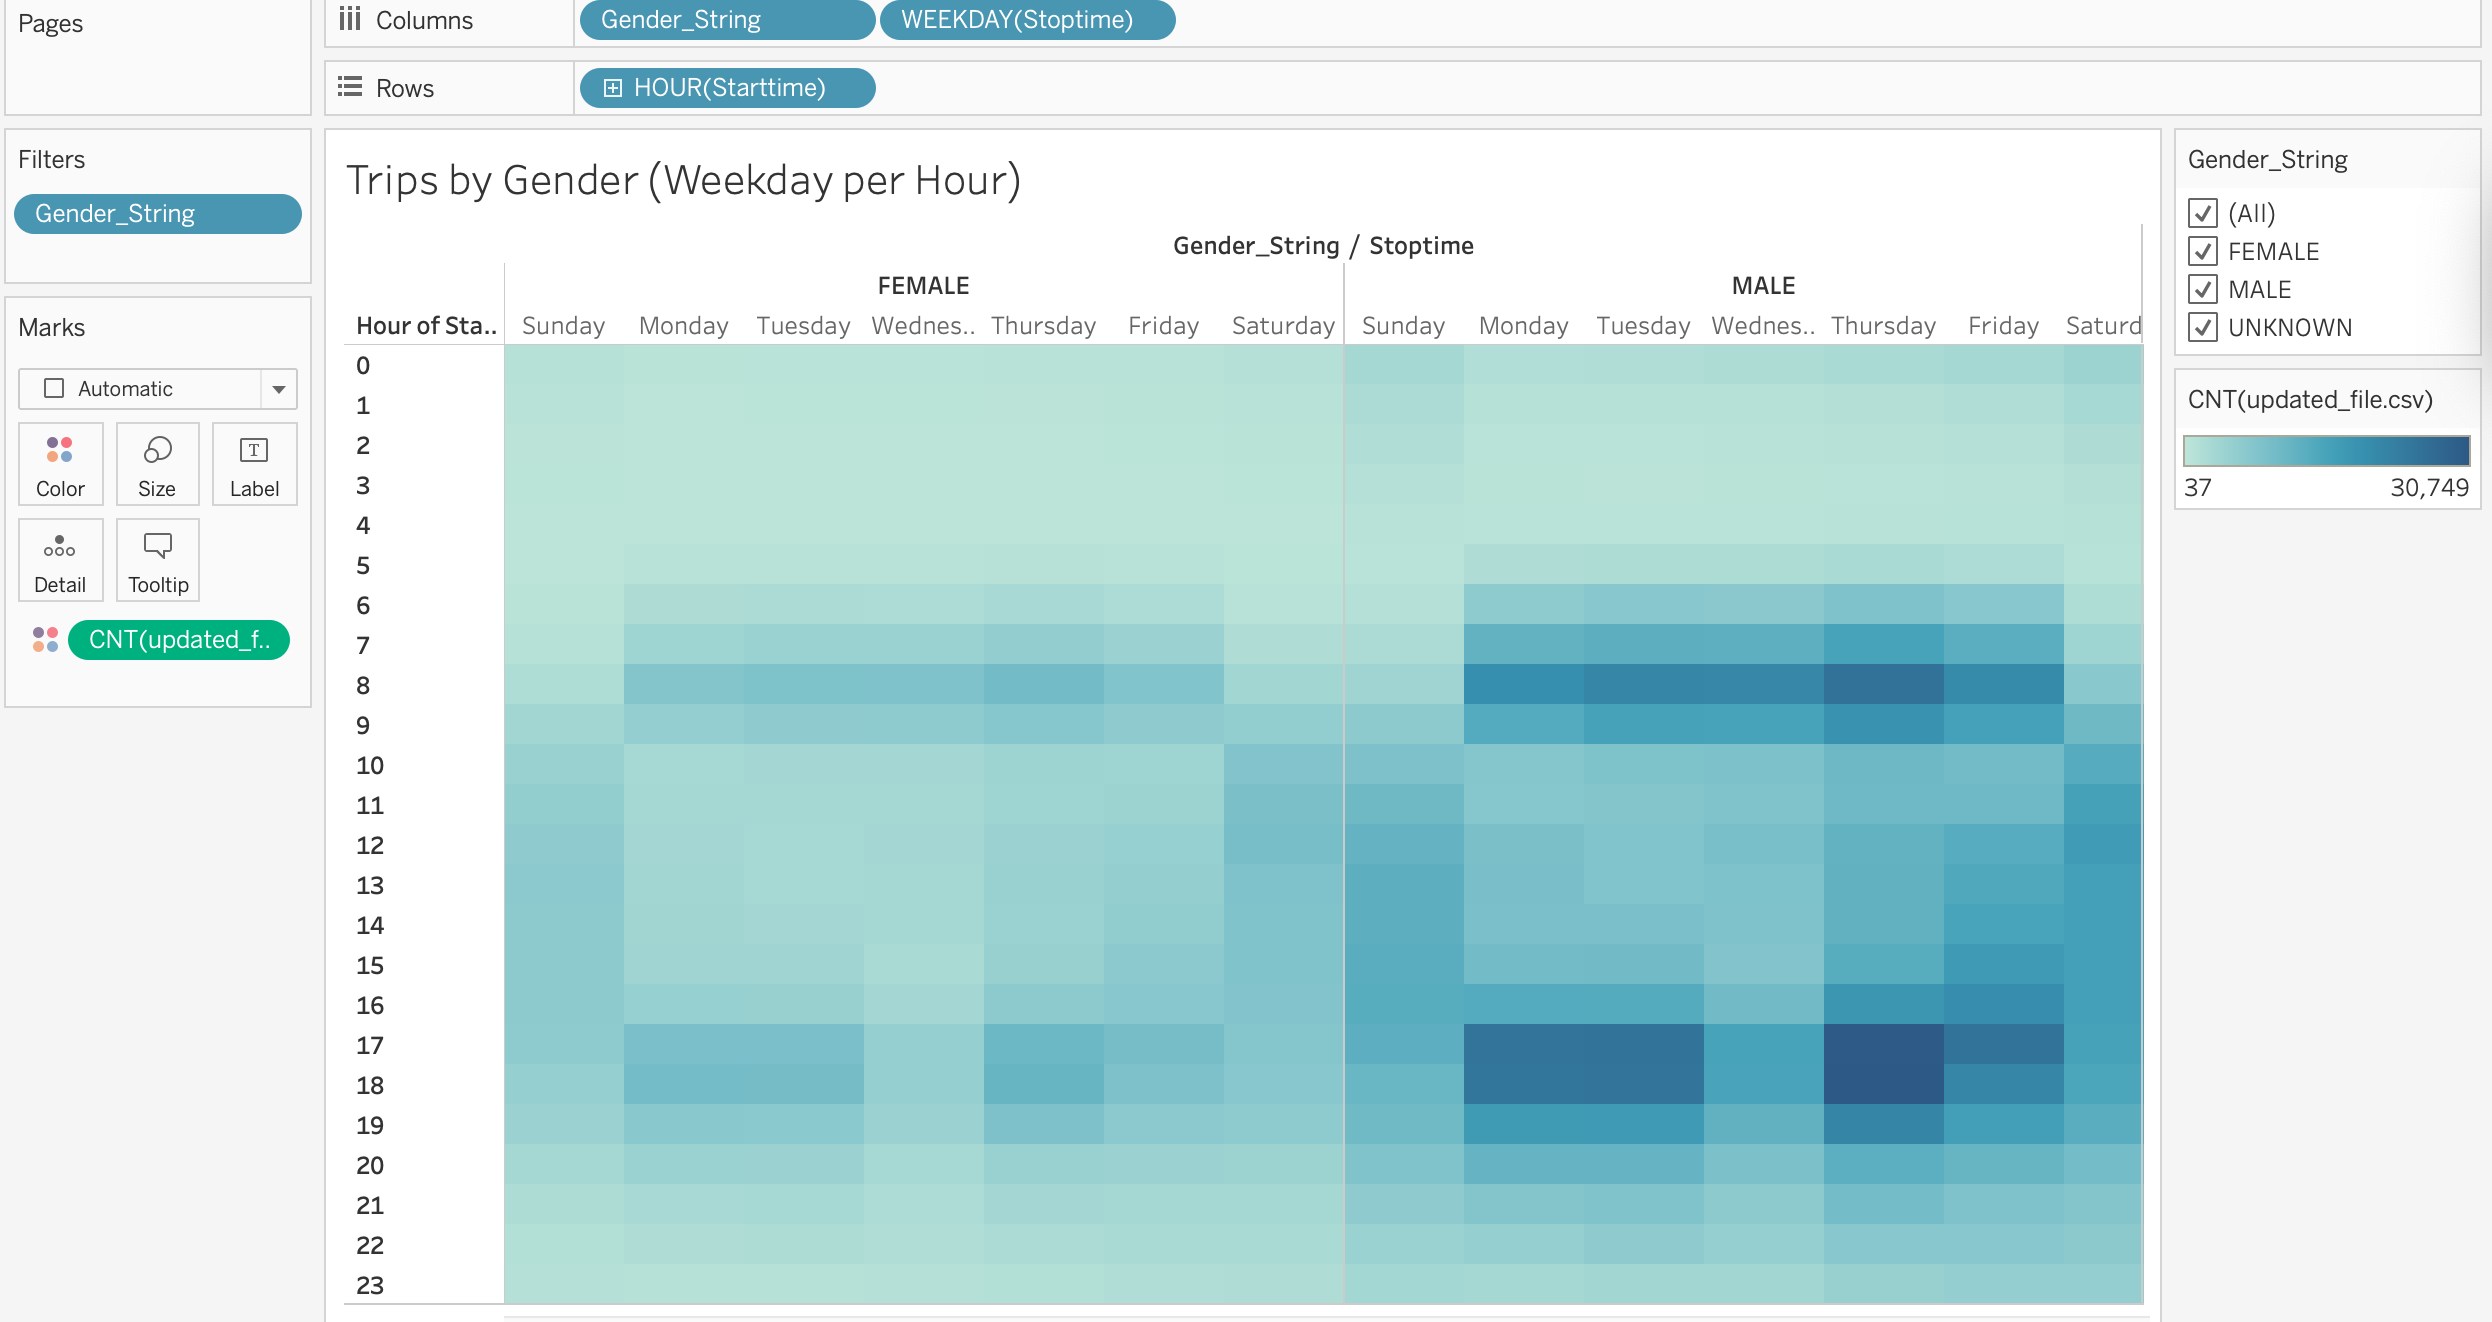 Pages
Columns
Gender_String
WEEKDAY(Stoptime)
Rows
HOUR(Starttime)
Filters
Gender_String
Marks
Automatic
Color
Size
Label
Detail
Tooltip
CNT(updated_f..
Trips by Gender (Weekday per Hour)
Gender_String / Stoptime
FEMALE
MALE
Hour of Sta.. Sunday Monday Tuesday Wednes.. Thursday Friday Saturday Sunday Monday Tuesday Wednes.. Thursday Friday Saturd
0
1
2
3
4
5
6
7
8
9
10
11
12
13
14
15
16
17
18
19
20
21
22
23
Gender_String
(All)
FEMALE
MALE
UNKNOWN
CNT(updated_file.csv)
37 30,749